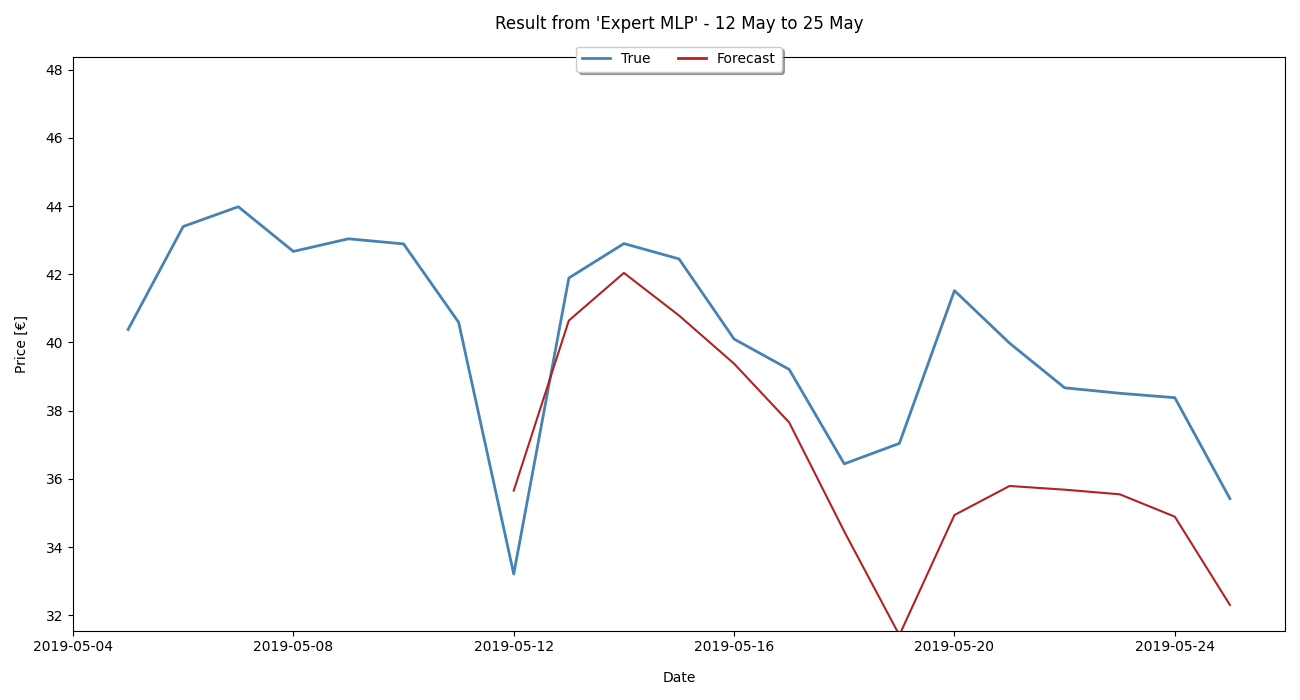 Result from 'Expert MLP' - 12 May to 25 May
True Forecast
48
46
44
42
40
38
36
34
32
Price [€]
2019-05-04 2019-05-08 2019-05-12 2019-05-16 2019-05-20 2019-05-24
Date